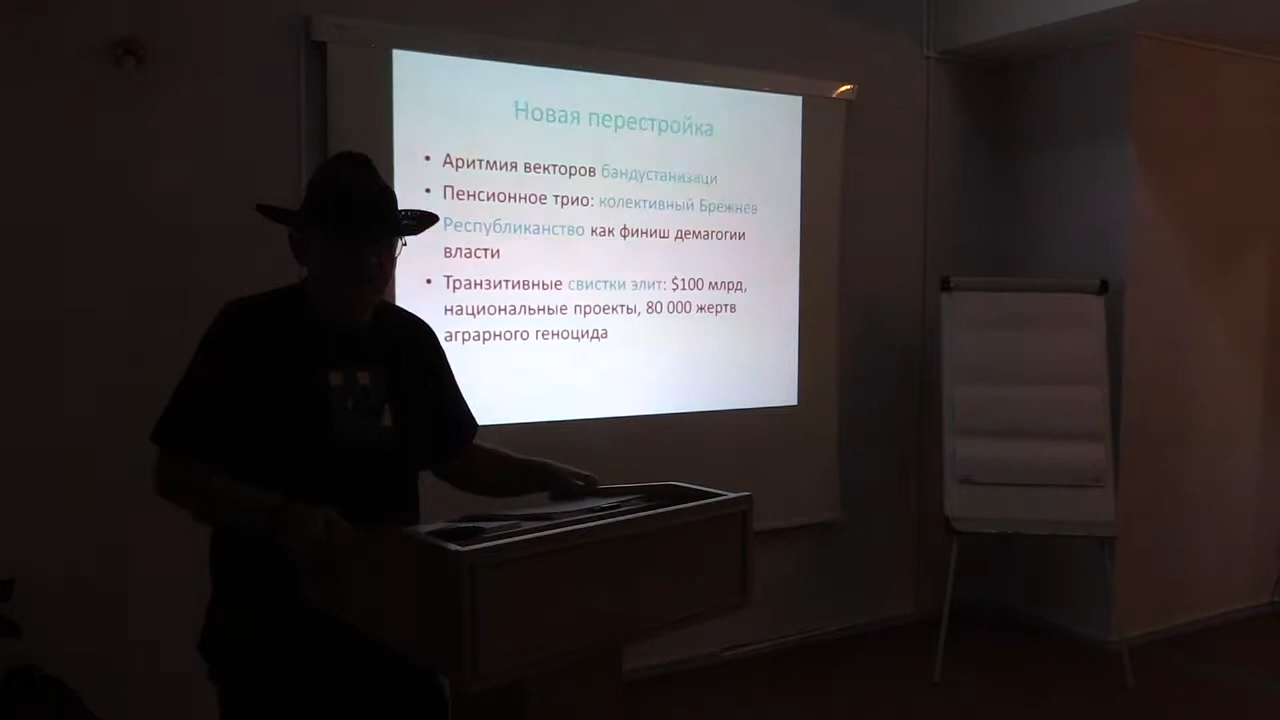 Новая перестройка
• Аритмия векторов бандустанизаци
• Пенсионное трио: колективный Брежнев
Республиканство как финиш демагогии
власти
• Транзитивные свистки элит: $100 млрд,
национальные проекты, 80 000 жертв
аграрного геноцида